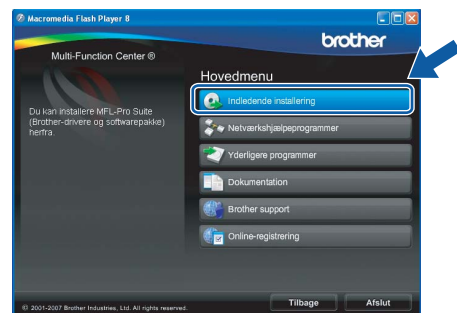 Macromedia Flash Player 8
brother
Multi-Function Center ®
Hovedmenu
Du kan installere MFL-Pro Suite
(Brother-drivere og softwarepakke)
herfra.
Indledende installering
Netværkshjælpeprogrammer
Yderligere programmer
Dokumentation
Brother support
Online-registrering
© 2001-2007 Brother Industries, Ltd. All rights reserved.
Tilbage
Afslut